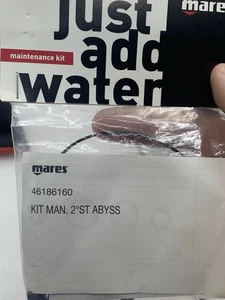 just
add
water
maintenance kit
mares
mares
46186160
KIT MAN. 2°ST ABYSS